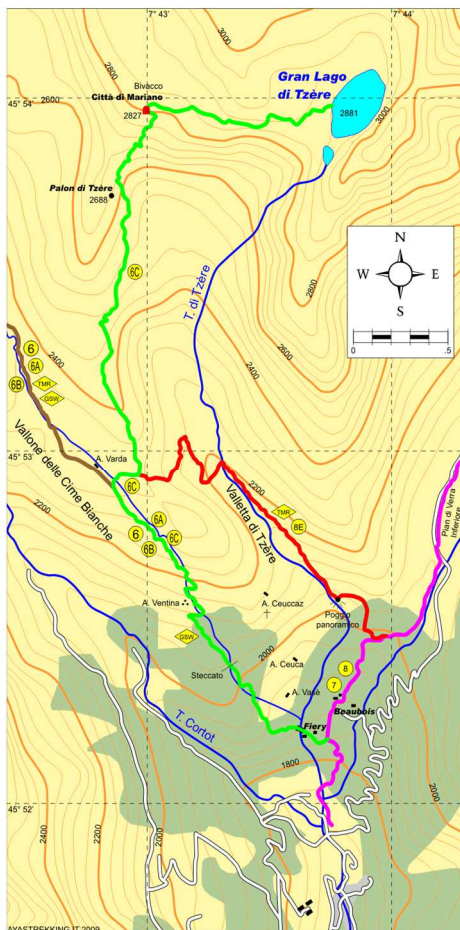 7° 43'
7° 44'
3000
2800
2600
45° 54'
Bivacco
Città di Mariano
2827
Gran Lago
di Tzère
2881
3000
Palon di Tzère
2688
T. di Tzère
2800
6C
N
W
E
S
0
.5
2600
2400
6
6A
6B
TMR
GSW
Vallone delle Cime Bianche
45° 53'
A. Varda
6C
2200
2200
Valletta di Tzère
TMR
8E
Pian di Verra
Inferiore
6A
6
6C
6B
A. Ventina
A. Ceuccaz
Poggio
panoramico
GSW
2000
A. Ceuca
Steccato
8
7
A. Vasé
Beaubois
T. Cortot
Fiery
1800
45° 52'
2400
2200
2000
2000
AYASTREKKING.IT 2009